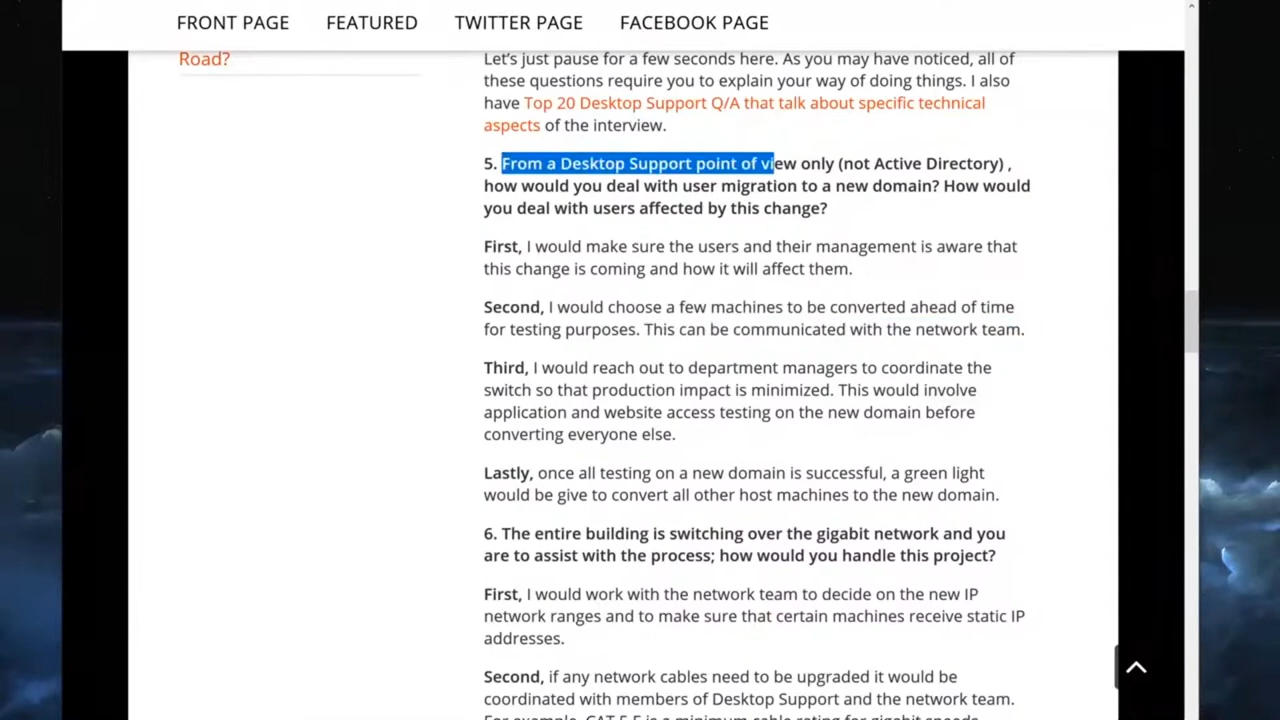 FRONT PAGE FEATURED TWITTER PAGE FACEBOOK PAGE
Road?
Let's just pause for a few seconds here. As you may have noticed, all of
these questions require you to explain your way of doing things. I also
have Top 20 Desktop Support Q/A that talk about specific technical
aspects of the interview.
5. From a Desktop Support point of view only (not Active Directory) ,
how would you deal with user migration to a new domain? How would
you deal with users affected by this change?
First, I would make sure the users and their management is aware that
this change is coming and how it will affect them.
Second, I would choose a few machines to be converted ahead of time
for testing purposes. This can be communicated with the network team.
Third, I would reach out to department managers to coordinate the
switch so that production impact is minimized. This would involve
application and website access testing on the new domain before
converting everyone else.
Lastly, once all testing on a new domain is successful, a green light
would be give to convert all other host machines to the new domain.
6. The entire building is switching over the gigabit network and you
are to assist with the process; how would you handle this project?
First, I would work with the network team to decide on the new IP
network ranges and to make sure that certain machines receive static IP
addresses.
Second, if any network cables need to be upgraded it would be
coordinated with members of Desktop Support and the network team.
For example, CAT 5 E is a minimum cable rating for gigabit speeds